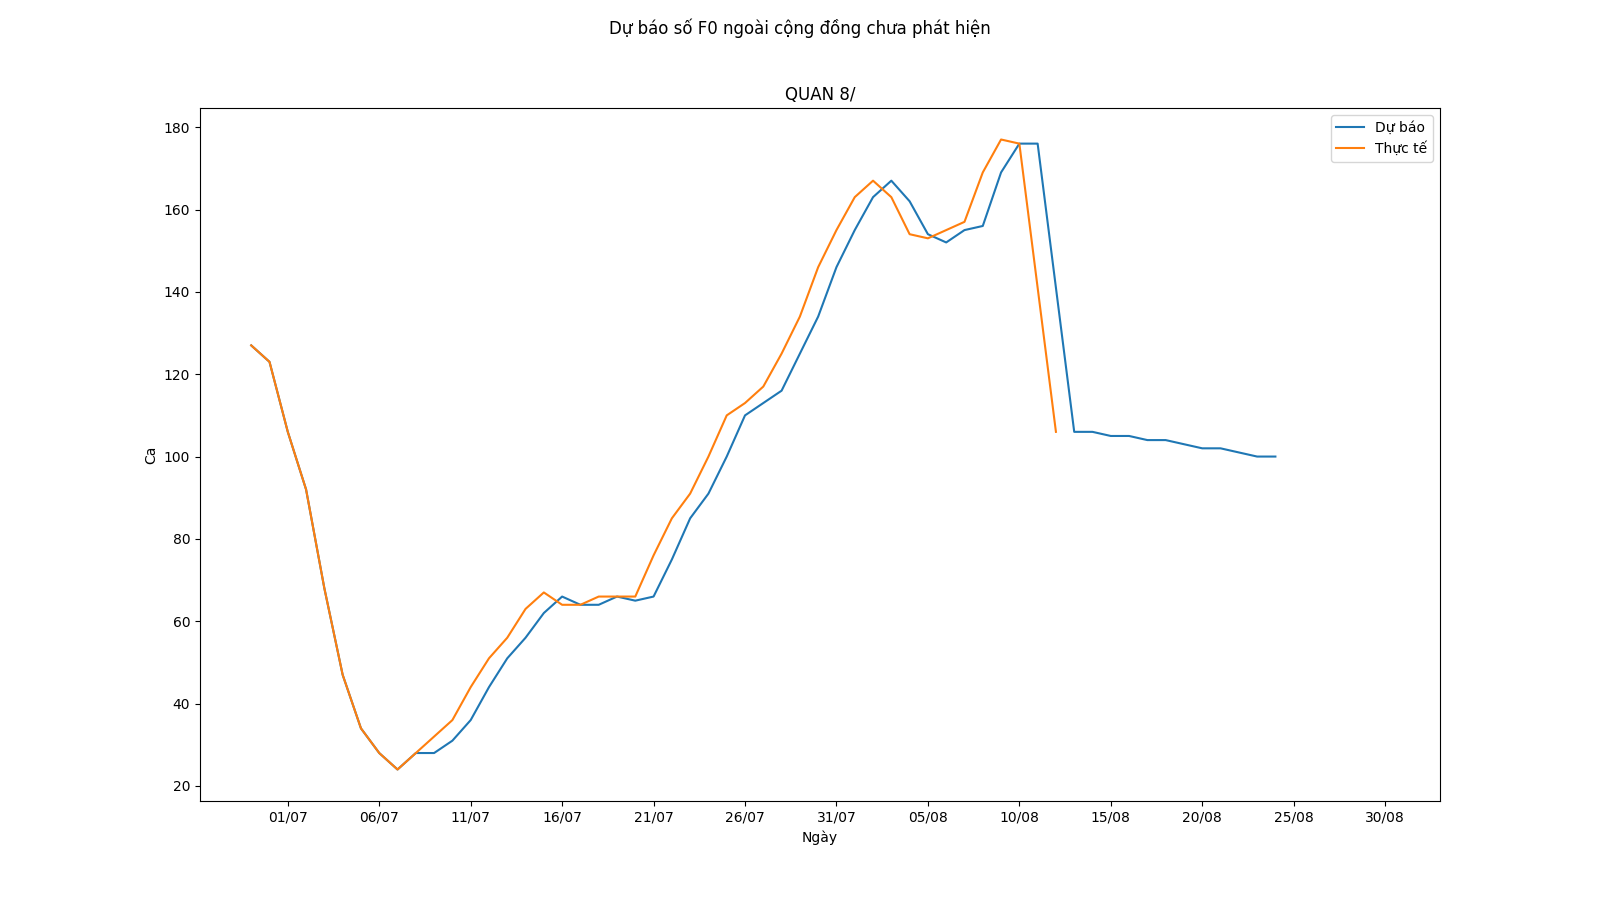 Dự báo số F0 ngoài cộng đồng chưa phát hiện
QUAN 8/
Dự báo
Thực tế
180
160
140
120
100
80
60
40
20
Ca
01/07 06/07 11/07 16/07 21/07 26/07 31/07 05/08 10/08 15/08 20/08 25/08 30/08
Ngày